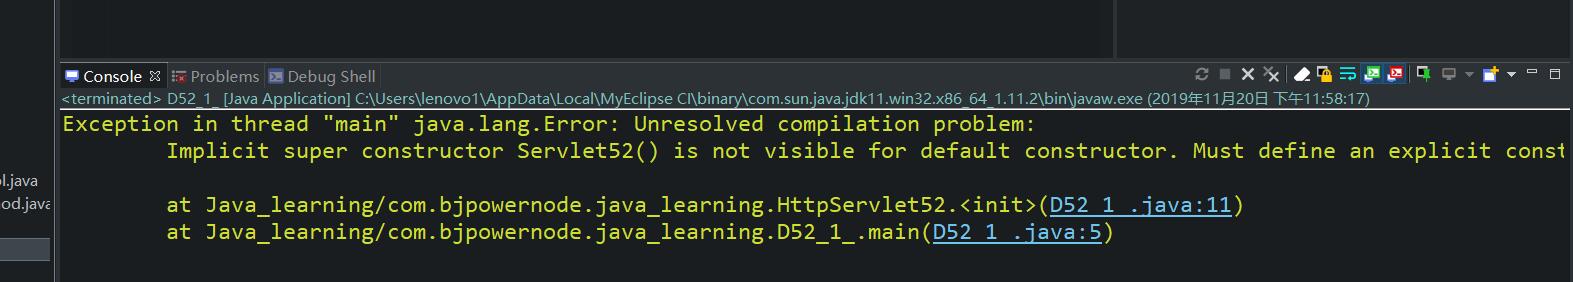 Console Problems Debug Shell
<terminated> D52_1_ [Java Application] C:\Users\lenovo1\AppData\Local\MyEclipse CI\binary\com.sun.java.jdk11.win32.x86_64_1.11.2\bin\javaw.exe (2019年11月20日 下午11:58:17)
Exception in thread "main" java.lang.Error: Unresolved compilation problem:
Implicit super constructor Servlet52() is not visible for default constructor. Must define an explicit const
l.java
od.java
at Java_learning/com.bjpowernode.java_learning.HttpServlet52.<init>(D52_1_.java:11)
at Java_learning/com.bjpowernode.java_learning.D52_1_.main(D52_1_.java:5)